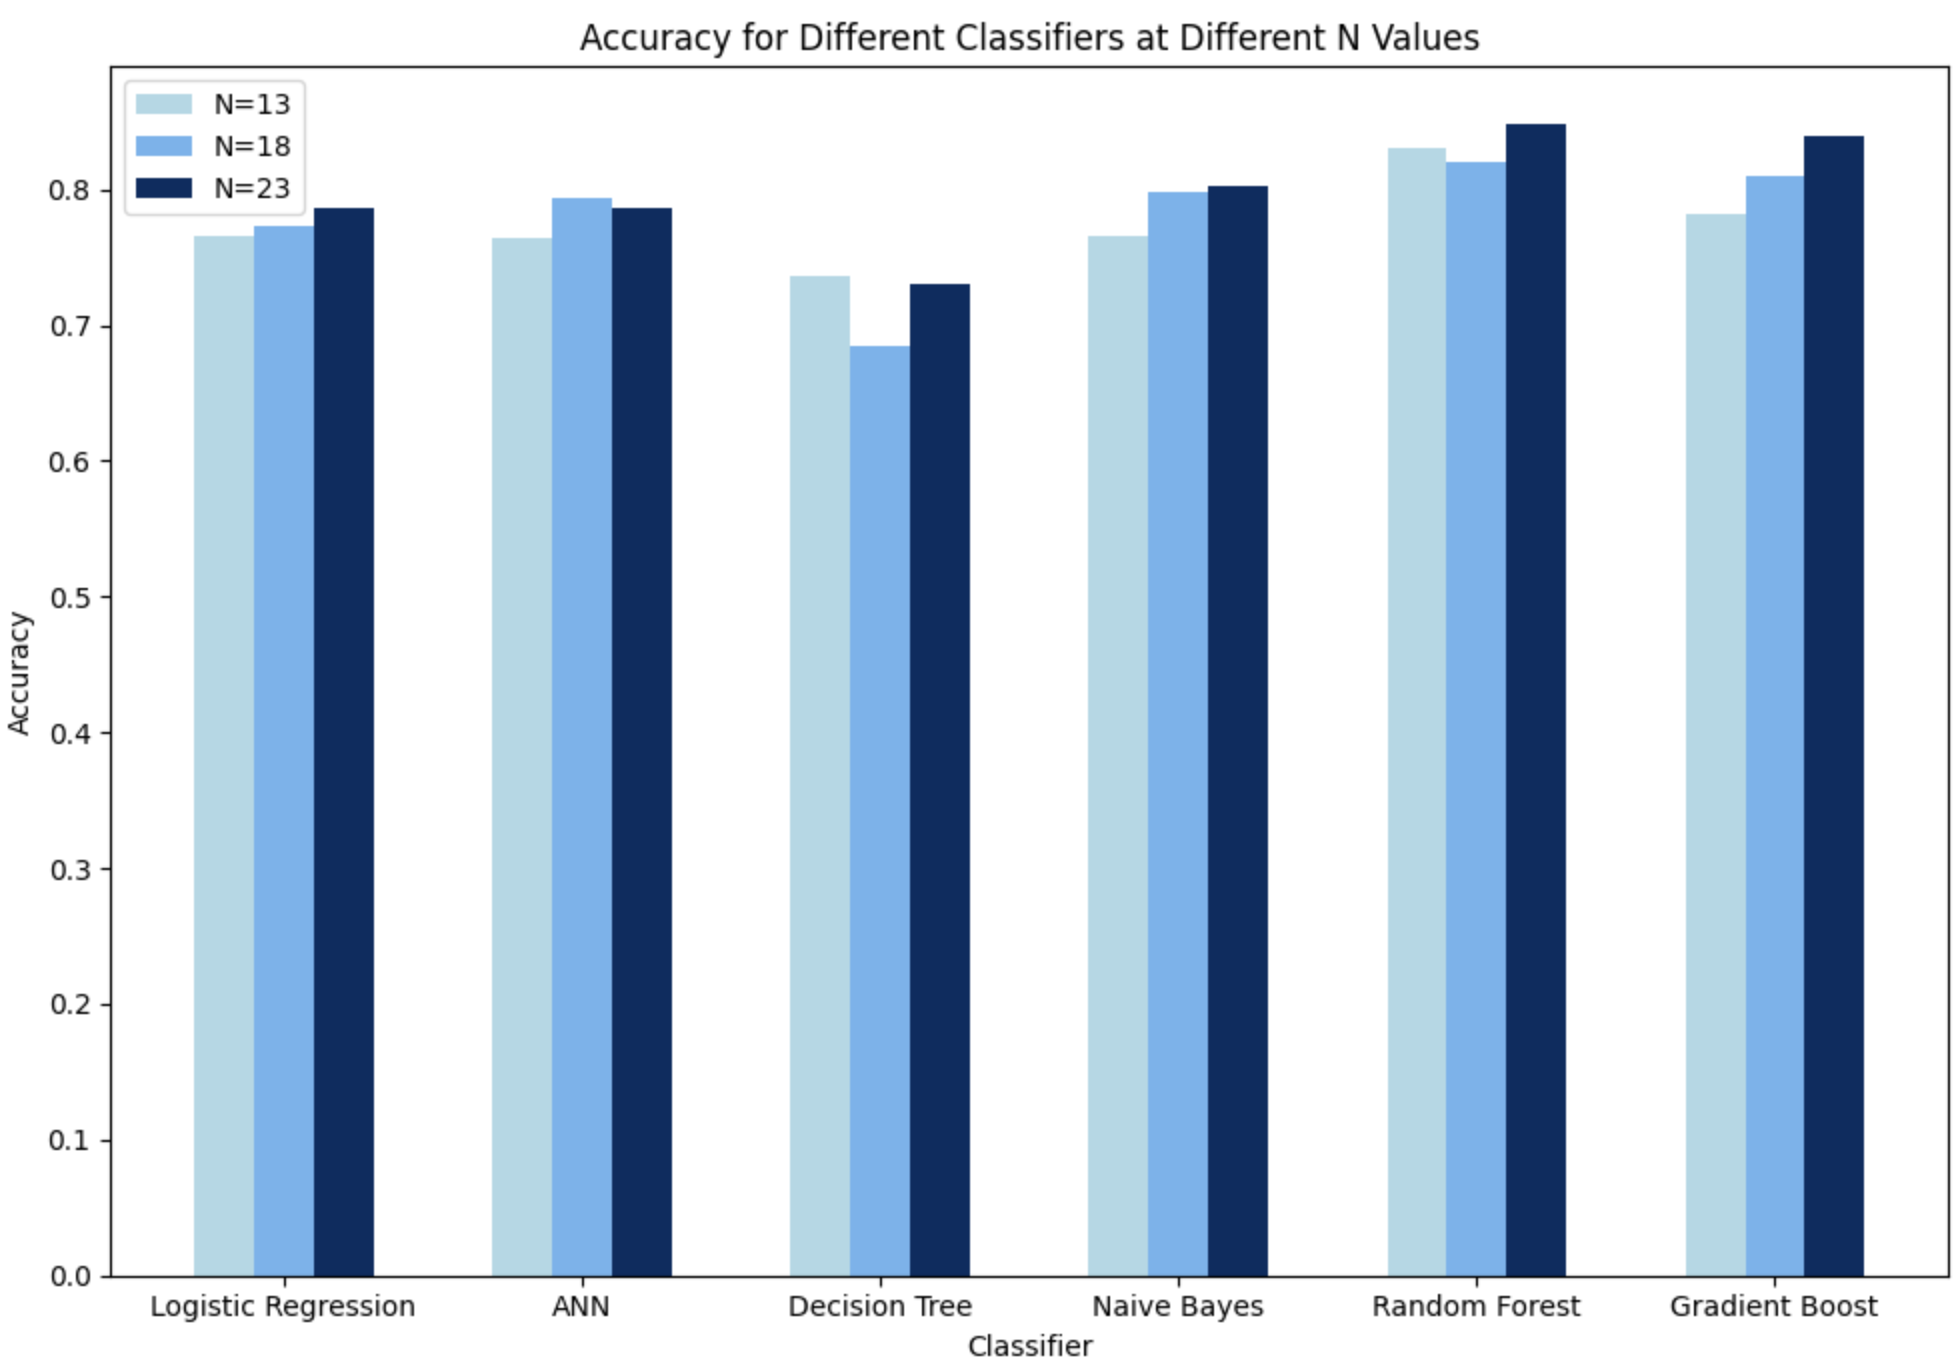 Accuracy for Different Classifiers at Different N Values
N=13
N=18
N=23
Accuracy
0.8
0.7
0.6
0.5
0.4
0.3
0.2
0.1
0.0
Logistic Regression ANN Decision Tree Naive Bayes Random Forest Gradient Boost
Classifier